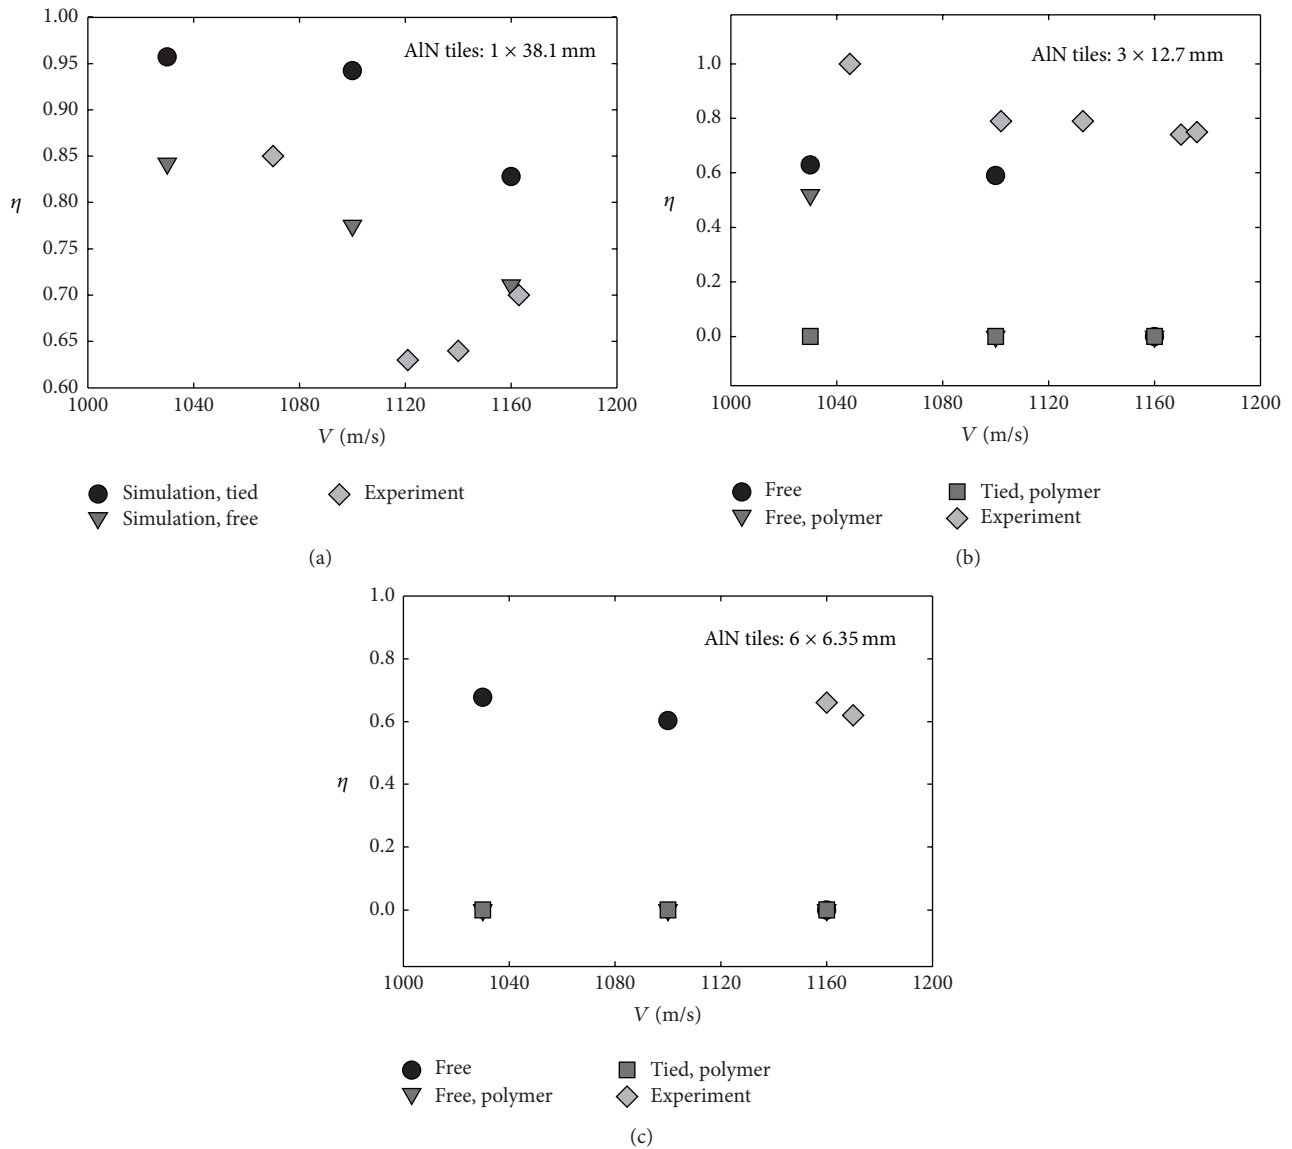 1.00
0.95
0.90
0.85
0.80
0.75
0.70
0.65
0.60
η
AlN tiles: 1 × 38.1 mm
1000 1040 1080 1120 1160 1200
V (m/s)
Simulation, tied
Simulation, free
Experiment
(a)
1.0
0.8
0.6
0.4
0.2
0.0
η
AlN tiles: 3 × 12.7 mm
1000 1040 1080 1120 1160 1200
V (m/s)
Free
Free, polymer
Tied, polymer
Experiment
(b)
1.0
0.8
0.6
0.4
0.2
0.0
η
AlN tiles: 6 × 6.35 mm
1000 1040 1080 1120 1160 1200
V (m/s)
Free
Free, polymer
Tied, polymer
Experiment
(c)